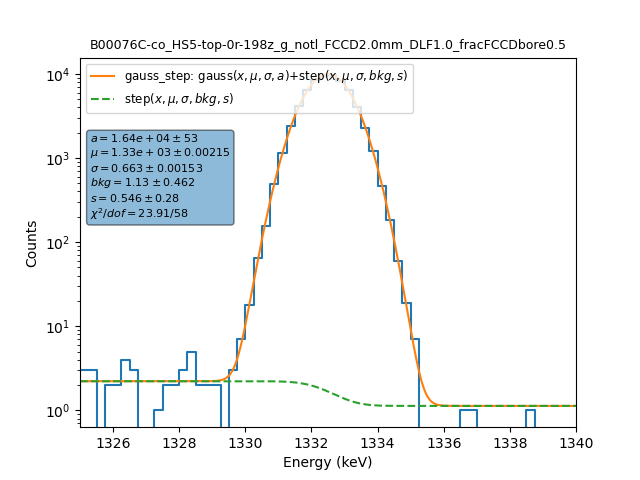 B00076C-co_HS5-top-0r-198z_g_notl_FCCD2.0mm_DLF1.0_fracFCCDbore0.5
gauss_step: gauss(x, μ, σ, a)+step(x, μ, σ, bkg, s)
step(x, μ, σ, bkg, s)
a = 1.64e + 04 ± 53
μ = 1.33e + 03 ± 0.00215
σ = 0.663 ± 0.00153
bkg = 1.13 ± 0.462
s = 0.546 ± 0.28
χ²/dof = 23.91/58
10⁴
10³
10²
10¹
10⁰
Counts
1326 1328 1330 1332 1334 1336 1338 1340
Energy (keV)